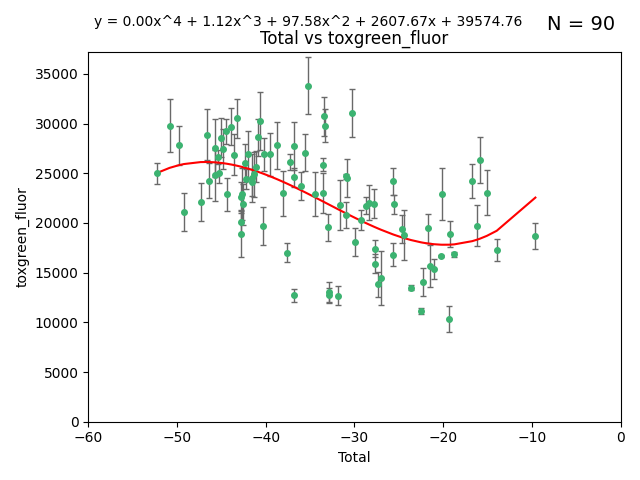 y = 0.00x^4 + 1.12x^3 + 97.58x^2 + 2607.67x + 39574.76
N = 90
Total vs toxgreen_fluor
35000
30000
25000
20000
15000
10000
5000
0
toxgreen_fluor
−60 −50 −40 −30 −20 −10 0
Total